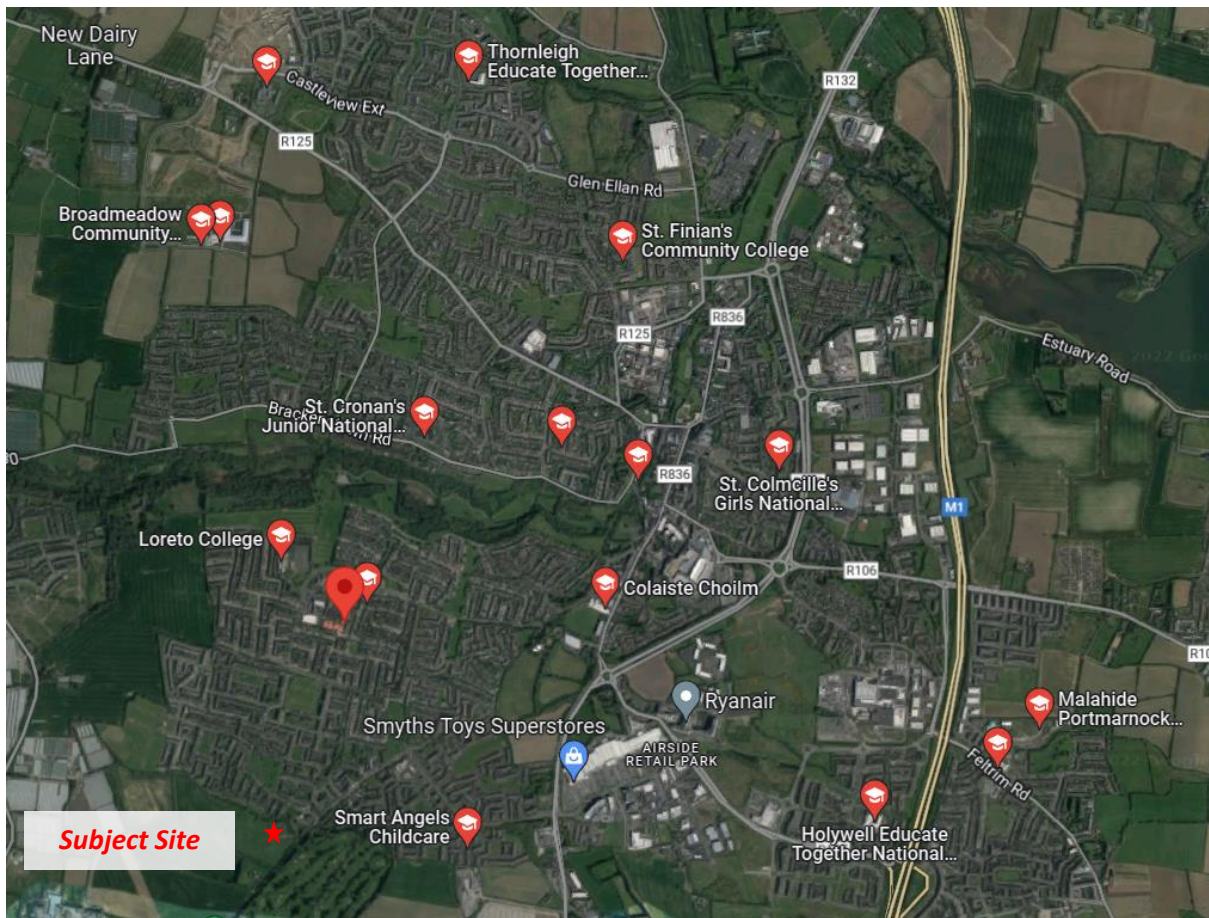 New Dairy
Lane
Thornleigh
Educate Together...
R132
Castleview Ext
R125
Glen Ellan Rd
Broadmeadow
Community...
St. Finian's
Community College
R125
R836
Estuary Road
2022
St. Cronan's
Junior National...
Rd
R836
St. Colmcille's
Girls National...
M1
Loreto College
R106
Colaiste Choilm
Ryanair
Malahide
Portmarnock...
Smyths Toys Superstores
AIRSIDE
RETAIL PARK
Feltrim Rd
Smart Angels
Childcare
Subject Site
Holywell Educate
Together National...